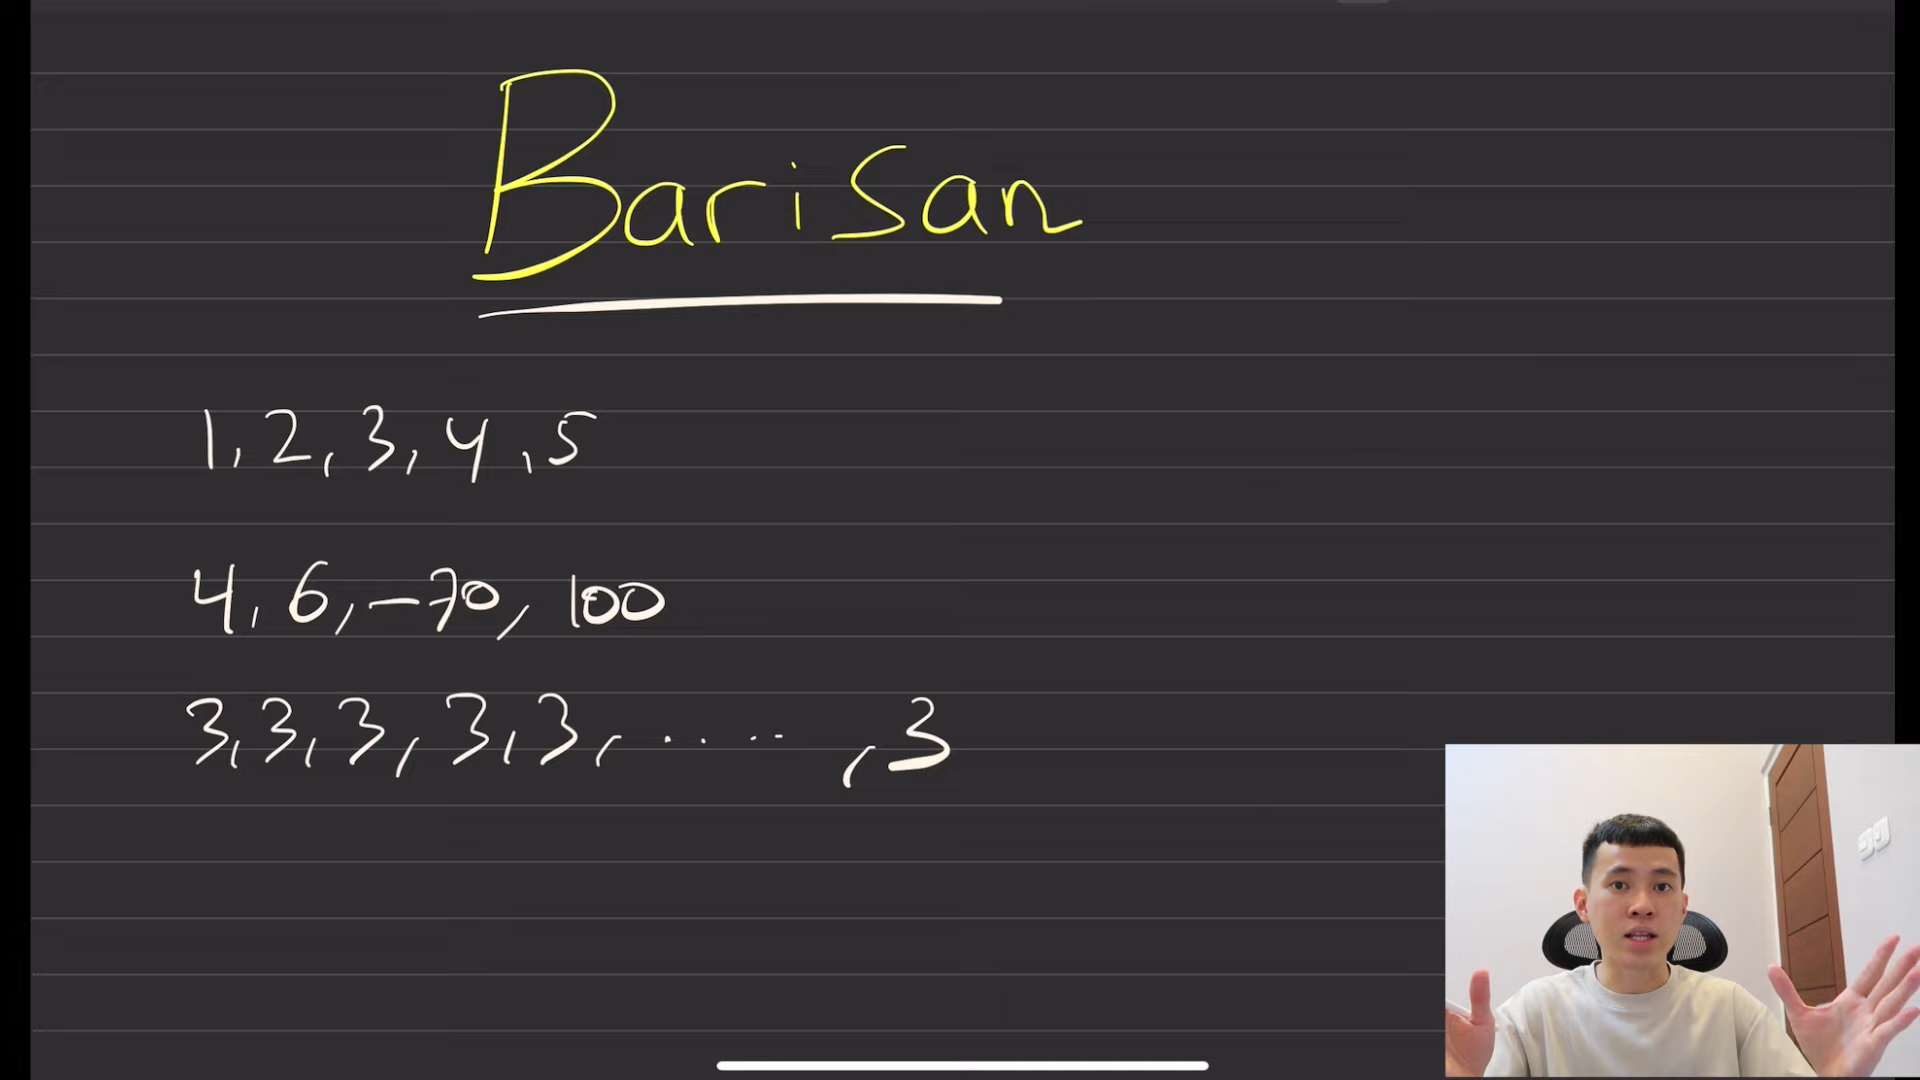 Barisan
1, 2, 3, 4, 5
4, 6, -70, 100
3, 3, 3, 3, 3, ....., 3